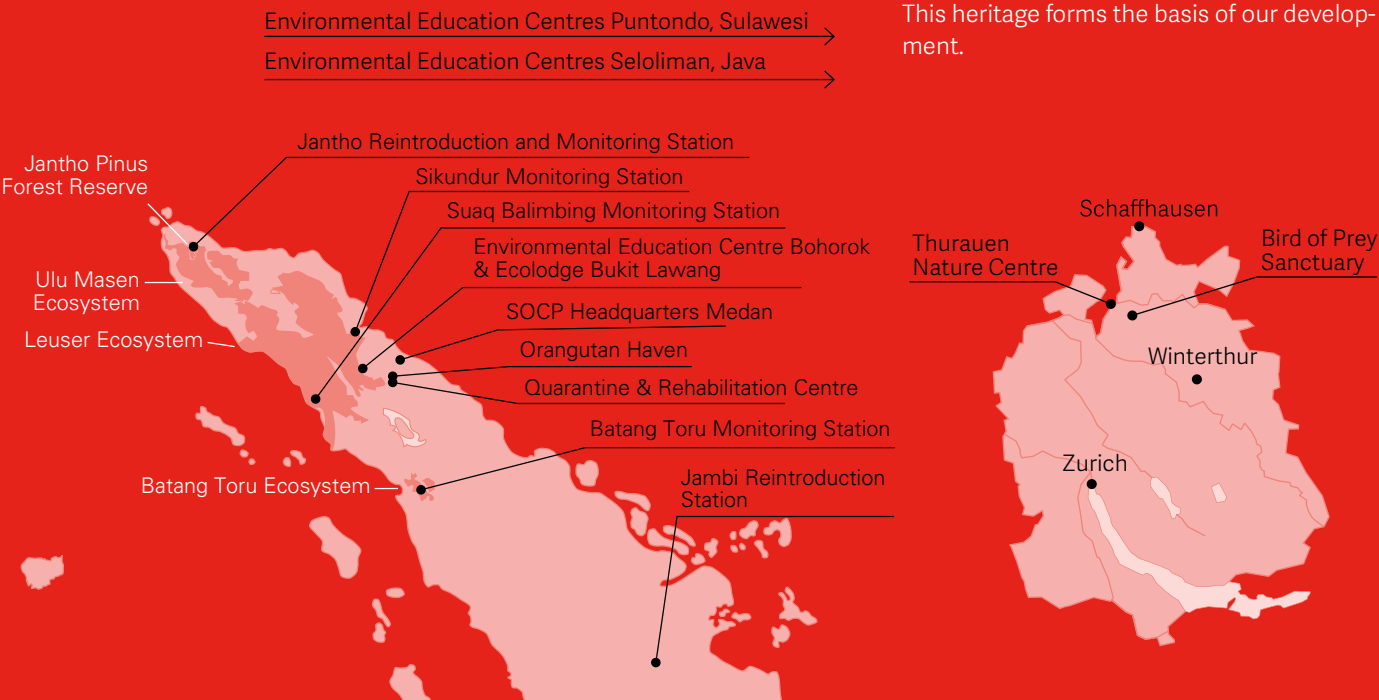 Environmental Education Centres Puntondo, Sulawesi
Environmental Education Centres Seloliman, Java
This heritage forms the basis of our develop-
ment.
Jantho Reintroduction and Monitoring Station
Jantho Pinus
Forest Reserve
Sikundur Monitoring Station
Suaq Balimbing Monitoring Station
Environmental Education Centre Bohorok
& Ecolodge Bukit Lawang
Ulu Masen
Ecosystem
SOCP Headquarters Medan
Leuser Ecosystem
Orangutan Haven
Quarantine & Rehabilitation Centre
Batang Toru Monitoring Station
Batang Toru Ecosystem
Jambi Reintroduction
Station
Schaffhausen
Thurauen
Nature Centre
Bird of Prey
Sanctuary
Winterthur
Zurich